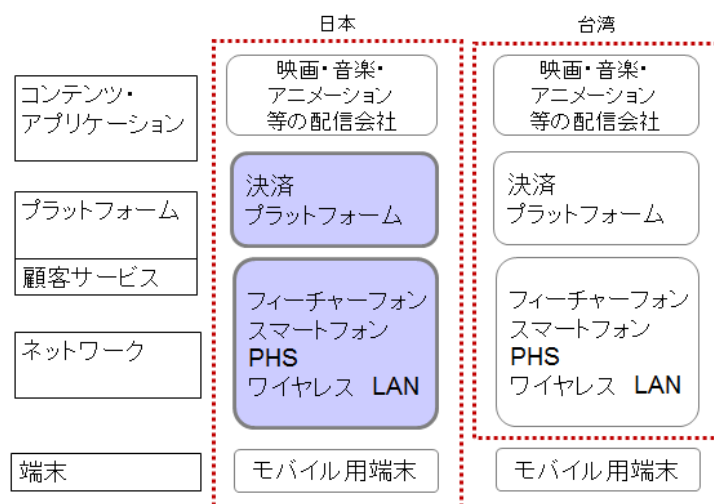 日本
台湾
コンテンツ・
アプリケーション
映画・音楽・
アニメーション
等の配信会社
映画・音楽・
アニメーション
等の配信会社
プラットフォーム
決済
プラットフォーム
決済
プラットフォーム
顧客サービス
ネットワーク
フィーチャーフォン
スマートフォン
PHS
ワイヤレス LAN
フィーチャーフォン
スマートフォン
PHS
ワイヤレス LAN
端末
モバイル用端末
モバイル用端末